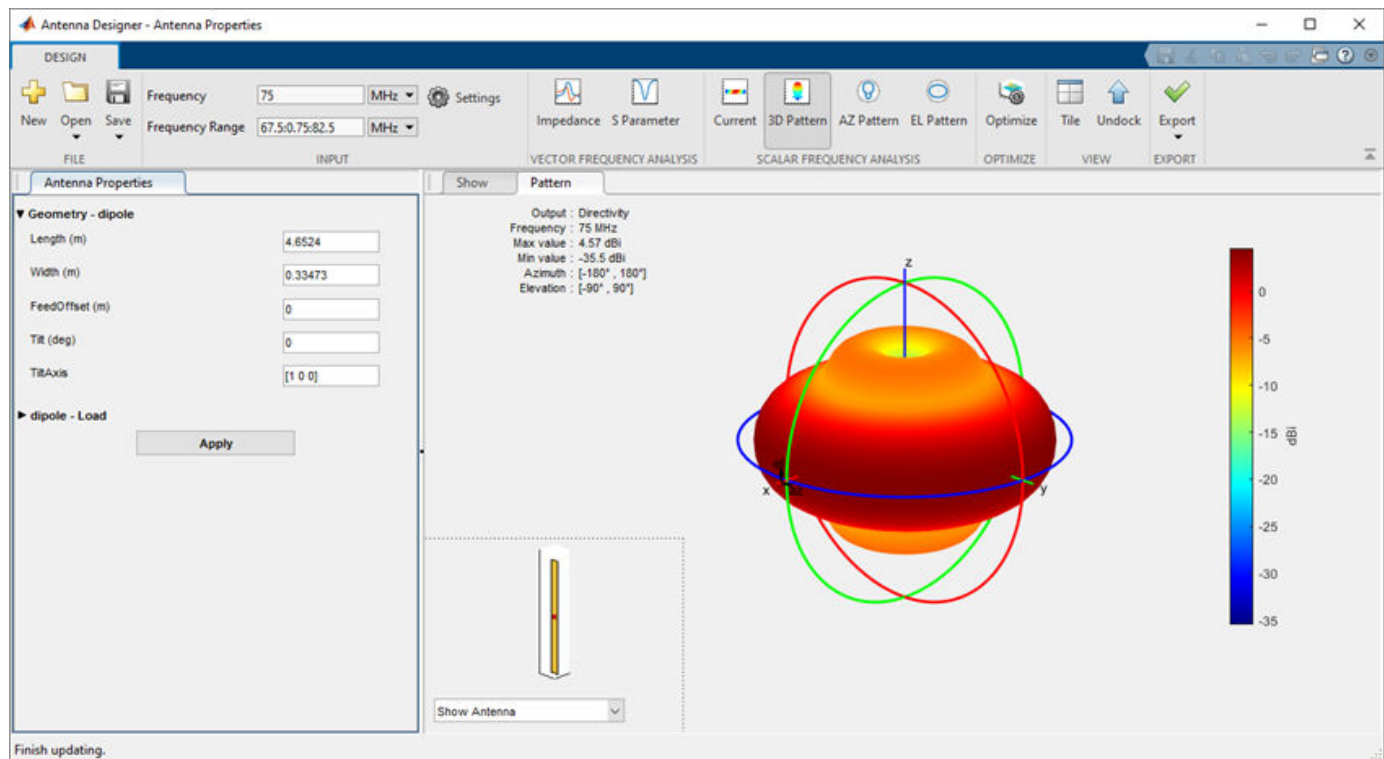 Antenna Designer - Antenna Properties
DESIGN
New
Open
Save
FILE
Frequency
75
MHz
Frequency Range
67.5:0.75:82.5
MHz
Settings
INPUT
Impedance
S Parameter
VECTOR FREQUENCY ANALYSIS
Current
3D Pattern
AZ Pattern
EL Pattern
SCALAR FREQUENCY ANALYSIS
Optimize
OPTIMIZE
Tile
Undock
VIEW
Export
EXPORT
Antenna Properties
Geometry - dipole
Length (m)
4.6524
Width (m)
0.33473
FeedOffset (m)
0
Tilt (deg)
0
TiltAxis
[1 0 0]
dipole - Load
Apply
Show
Pattern
Output : Directivity
Frequency : 75 MHz
Max value : 4.57 dBi
Min value : -35.5 dBi
Azimuth : [-180° , 180°]
Elevation : [-90° , 90°]
z
x
y
0
-5
-10
-15
-20
-25
-30
-35
dBi
Show Antenna
Finish updating.